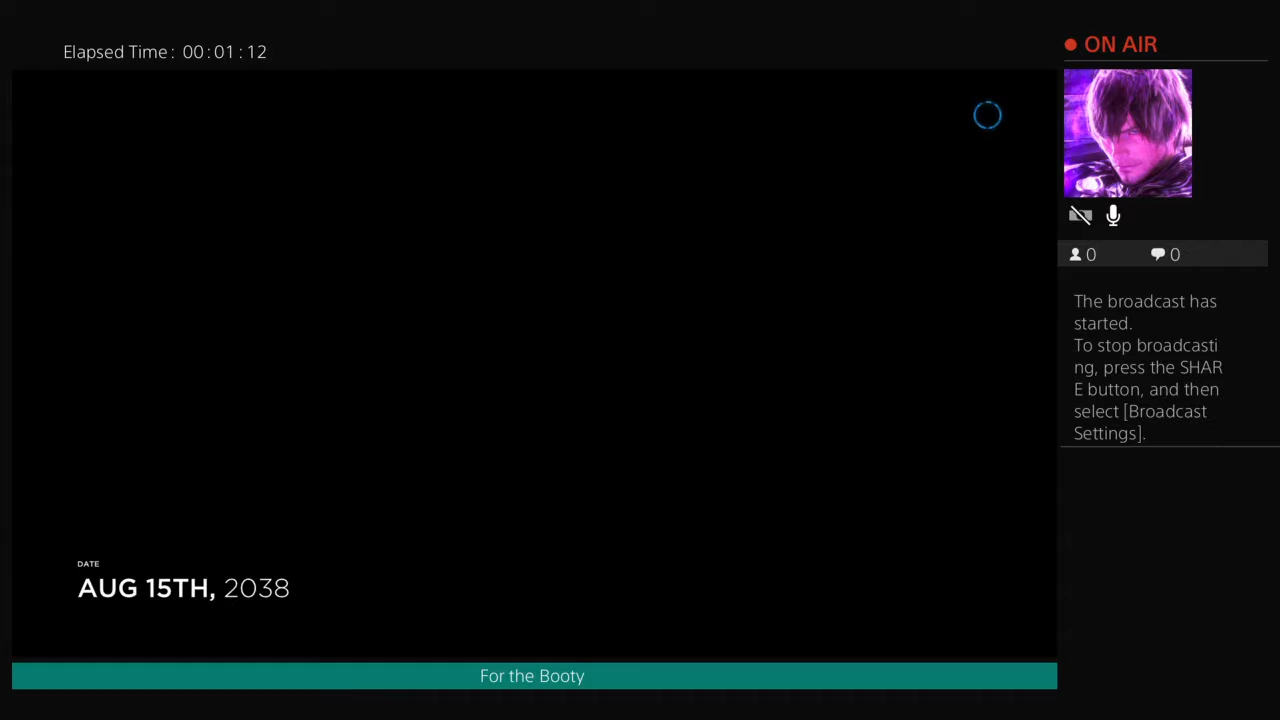 Elapsed Time: 00:01:12
ON AIR
0 0
The broadcast has
started.
To stop broadcasti
ng, press the SHAR
E button, and then
select [Broadcast
Settings].
DATE
AUG 15TH, 2038
For the Booty